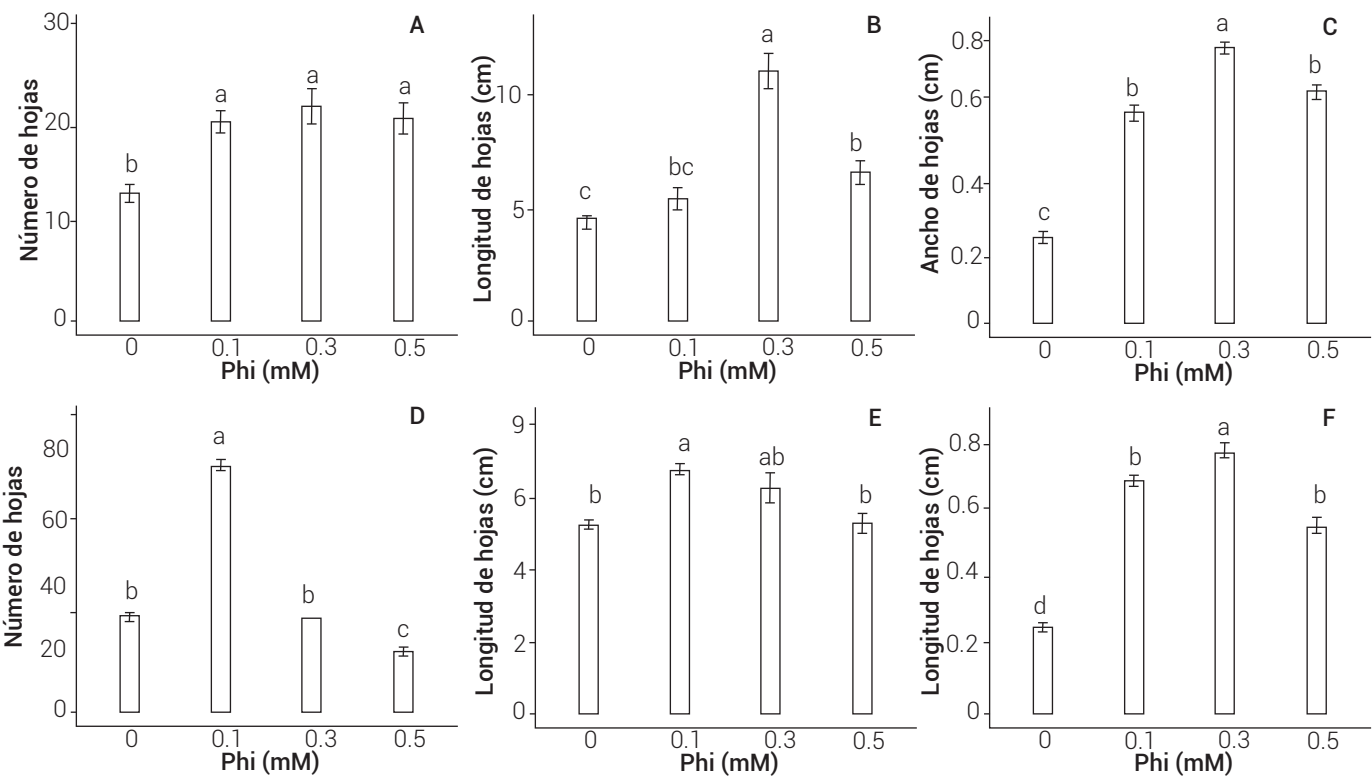 A
Número de hojas
30
20
10
0
b
a
a
a
0 0.1 0.3 0.5
Phi (mM)
B
Longitud de hojas (cm)
10
5
0
c
bc
a
b
0 0.1 0.3 0.5
Phi (mM)
C
Ancho de hojas (cm)
0.8
0.6
0.4
0.2
0
c
b
a
b
0 0.1 0.3 0.5
Phi (mM)
D
Número de hojas
80
60
40
20
0
b
a
b
c
0 0.1 0.3 0.5
Phi (mM)
E
Longitud de hojas (cm)
9
6
4
2
0
b
a
ab
b
0 0.1 0.3 0.5
Phi (mM)
F
Longitud de hojas (cm)
0.8
0.6
0.4
0.2
0
d
b
a
b
0 0.1 0.3 0.5
Phi (mM)